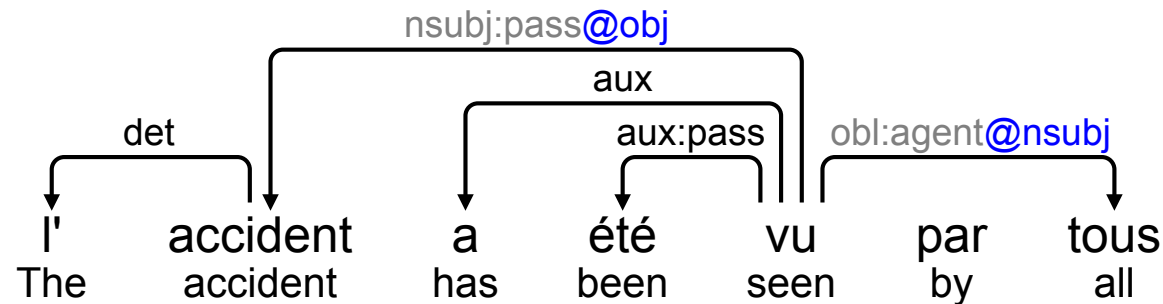 nsubj:pass@obj
aux
det aux:pass obl:agent@nsubj
l' accident a été vu par tous
The accident has been seen by all